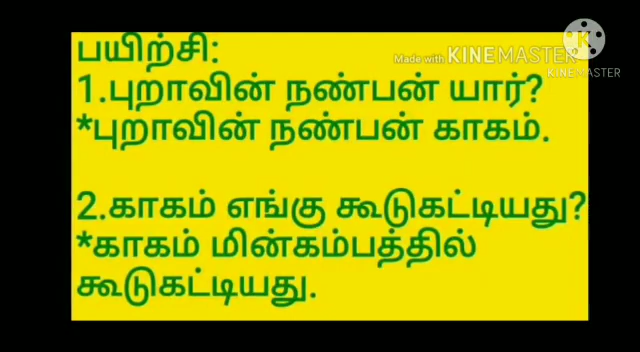 பயிற்சி:
Made with KINEMASTER
K
KINEMASTER
1.புறாவின் நண்பன் யார்?
*புறாவின் நண்பன் காகம்.
2.காகம் எங்கு கூடுகட்டியது?
*காகம் மின்கம்பத்தில்
கூடுகட்டியது.